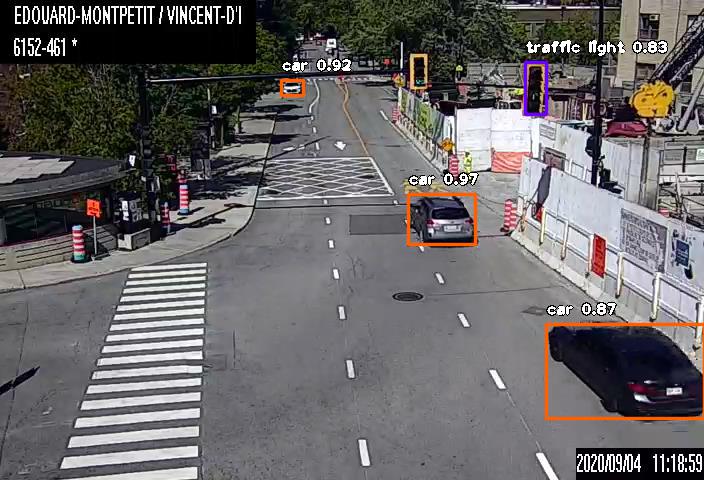 EDOUARD-MONTPETIT / VINCENT-D'I
6152-461 *
traffic light 0.83
car 0.92
car 0.97
car 0.87
2020/09/04 11:18:59